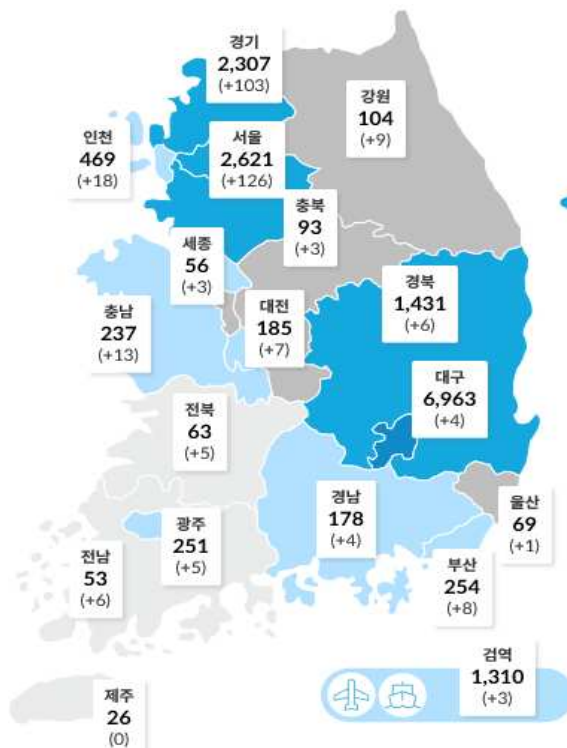 경기
2,307
(+103)
강원
104
(+9)
인천
469
(+18)
서울
2,621
(+126)
충북
93
(+3)
세종
56
(+3)
경북
1,431
(+6)
충남
237
(+13)
대전
185
(+7)
대구
6,963
(+4)
전북
63
(+5)
경남
178
(+4)
울산
69
(+1)
광주
251
(+5)
전남
53
(+6)
부산
254
(+8)
검역
1,310
(+3)
제주
26
(0)